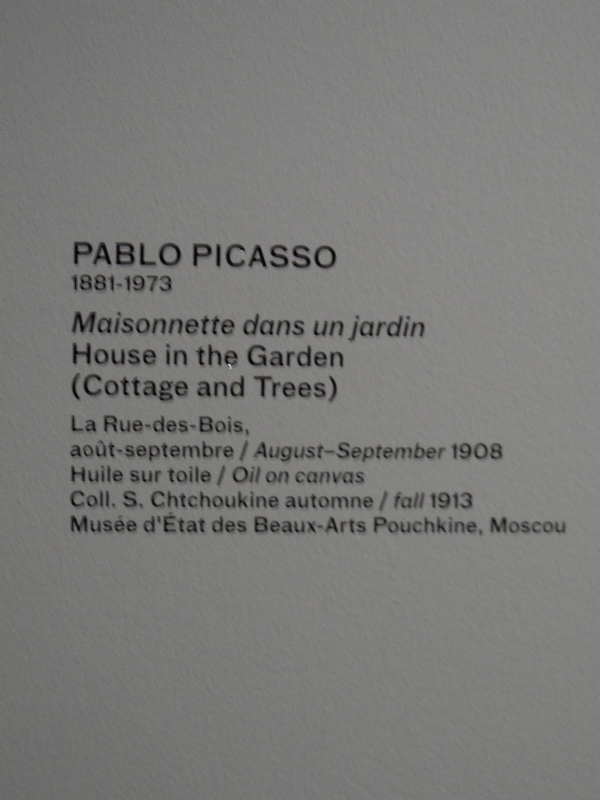 PABLO PICASSO
1881-1973
Maisonnette dans un jardin
House in the Garden
(Cottage and Trees)
La Rue-des-Bois,
août-septembre / August–September 1908
Huile sur toile / Oil on canvas
Coll. S. Chtchoukine automne / fall 1913
Musée d'État des Beaux-Arts Pouchkine, Moscou